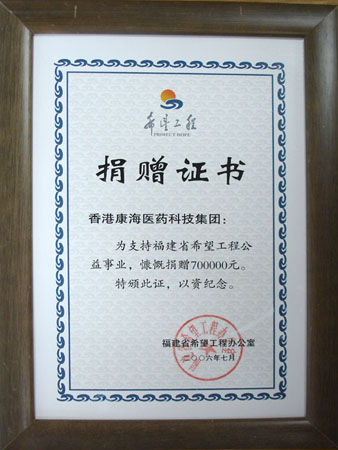 希望工程
PROJECT HOPE
捐赠证书
香港康海医药科技集团：
为支持福建省希望工程公
益事业，慷慨捐赠700000元。
特颁此证，以资纪念。
福建省希望工程办公室
二〇〇六年七月